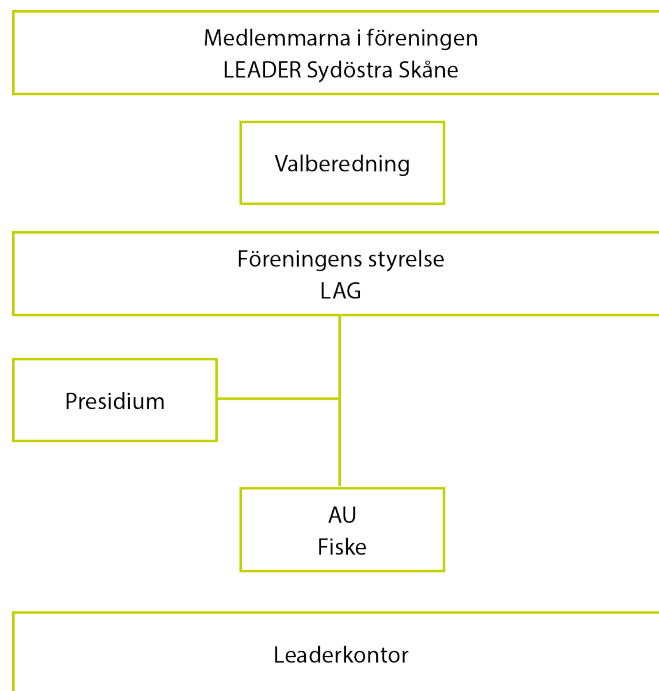 Medlemmarna i föreningen
LEADER Sydöstra Skåne
Valberedning
Föreningens styrelse
LAG
Presidium
AU
Fiske
Leaderkontor